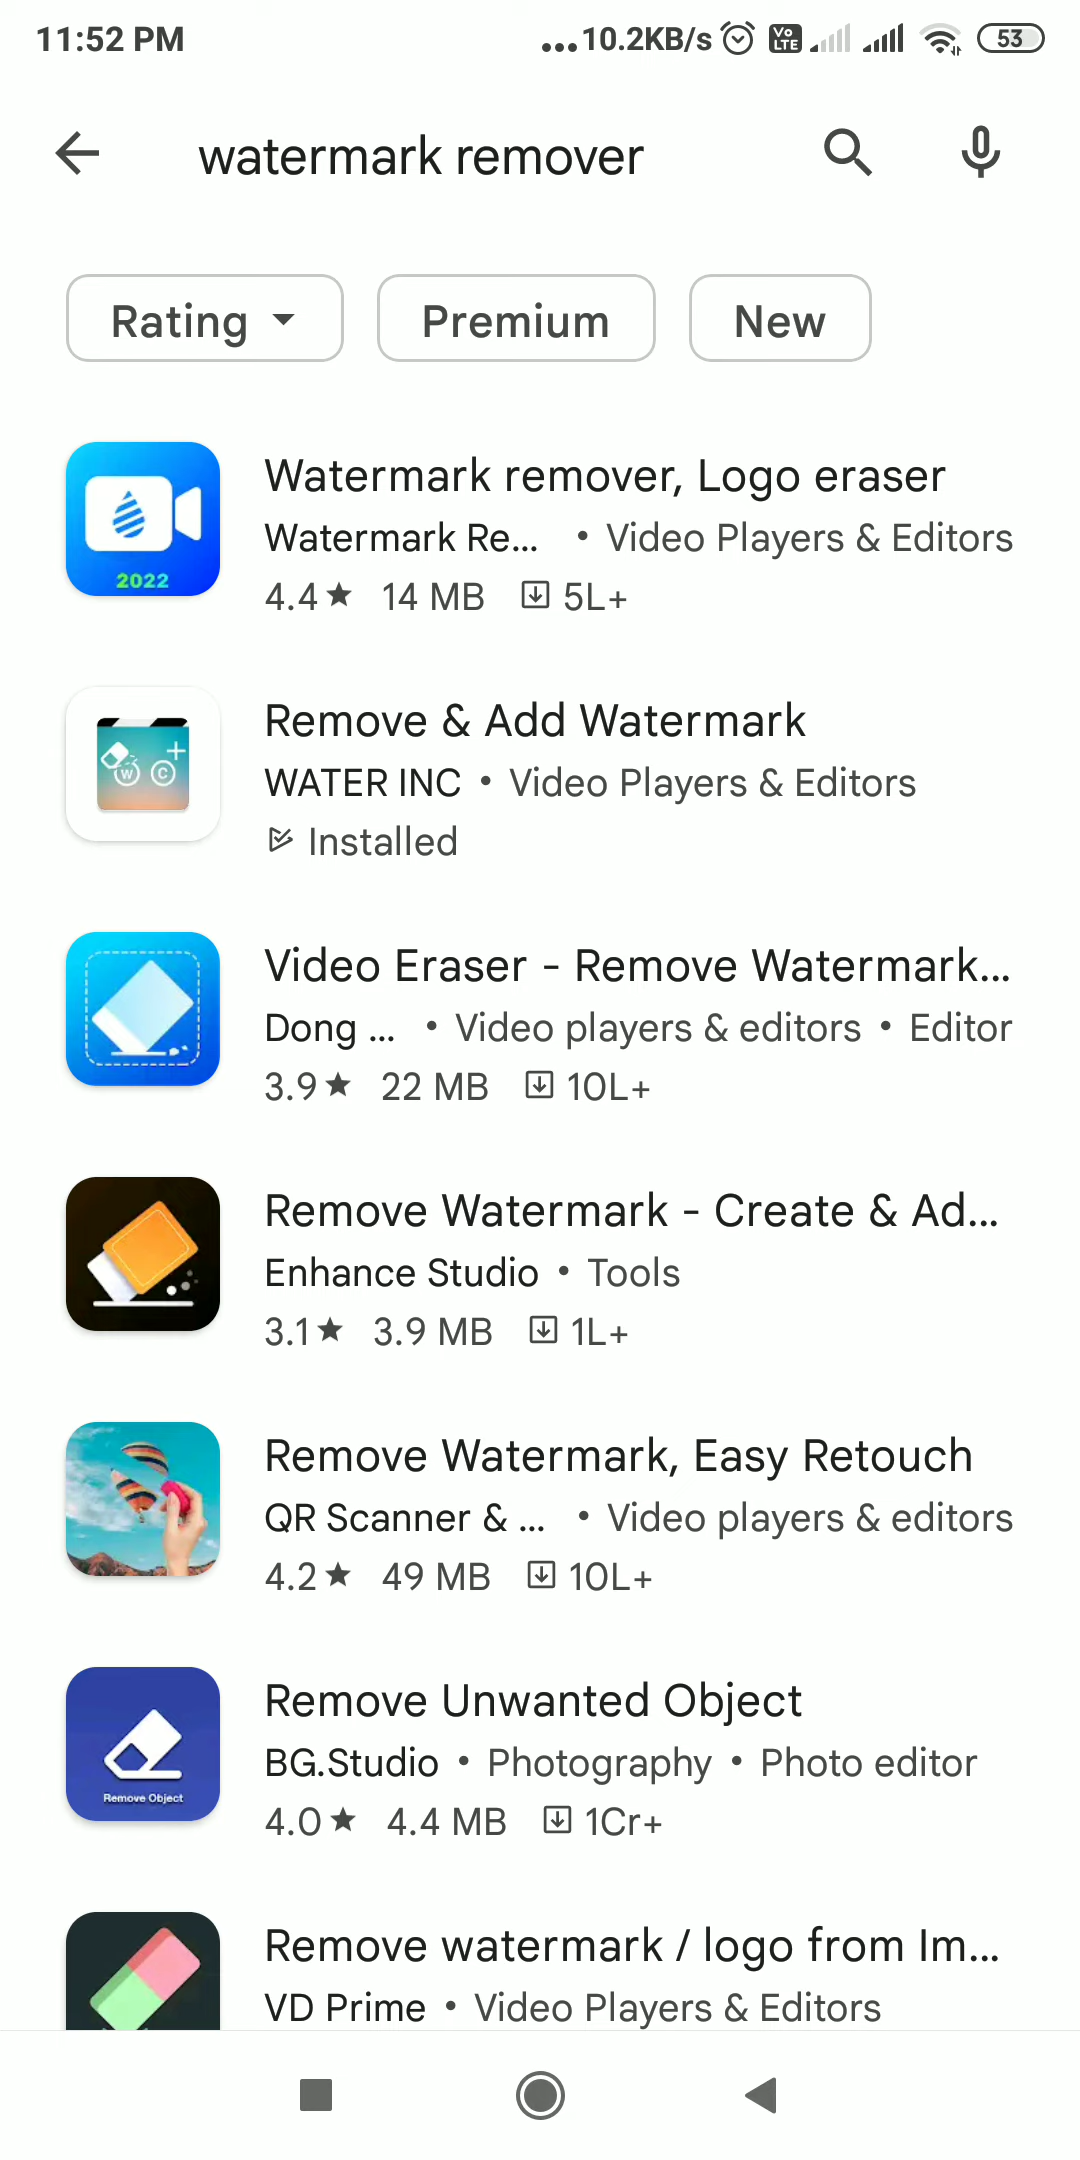 11:52 PM ...10.2KB/s Vo LTE 53
watermark remover
Rating Premium New
Watermark remover, Logo eraser
Watermark Re... • Video Players & Editors
2022
4.4★ 14 MB 5L+
Remove & Add Watermark
W C
WATER INC • Video Players & Editors
Installed
Video Eraser - Remove Watermark...
Dong ... • Video players & editors • Editor
3.9★ 22 MB 10L+
Remove Watermark - Create & Ad...
Enhance Studio • Tools
3.1★ 3.9 MB 1L+
Remove Watermark, Easy Retouch
QR Scanner & ... • Video players & editors
4.2★ 49 MB 10L+
Remove Unwanted Object
BG.Studio • Photography • Photo editor
Remove Object
4.0★ 4.4 MB 1Cr+
Remove watermark / logo from Im...
VD Prime • Video Players & Editors